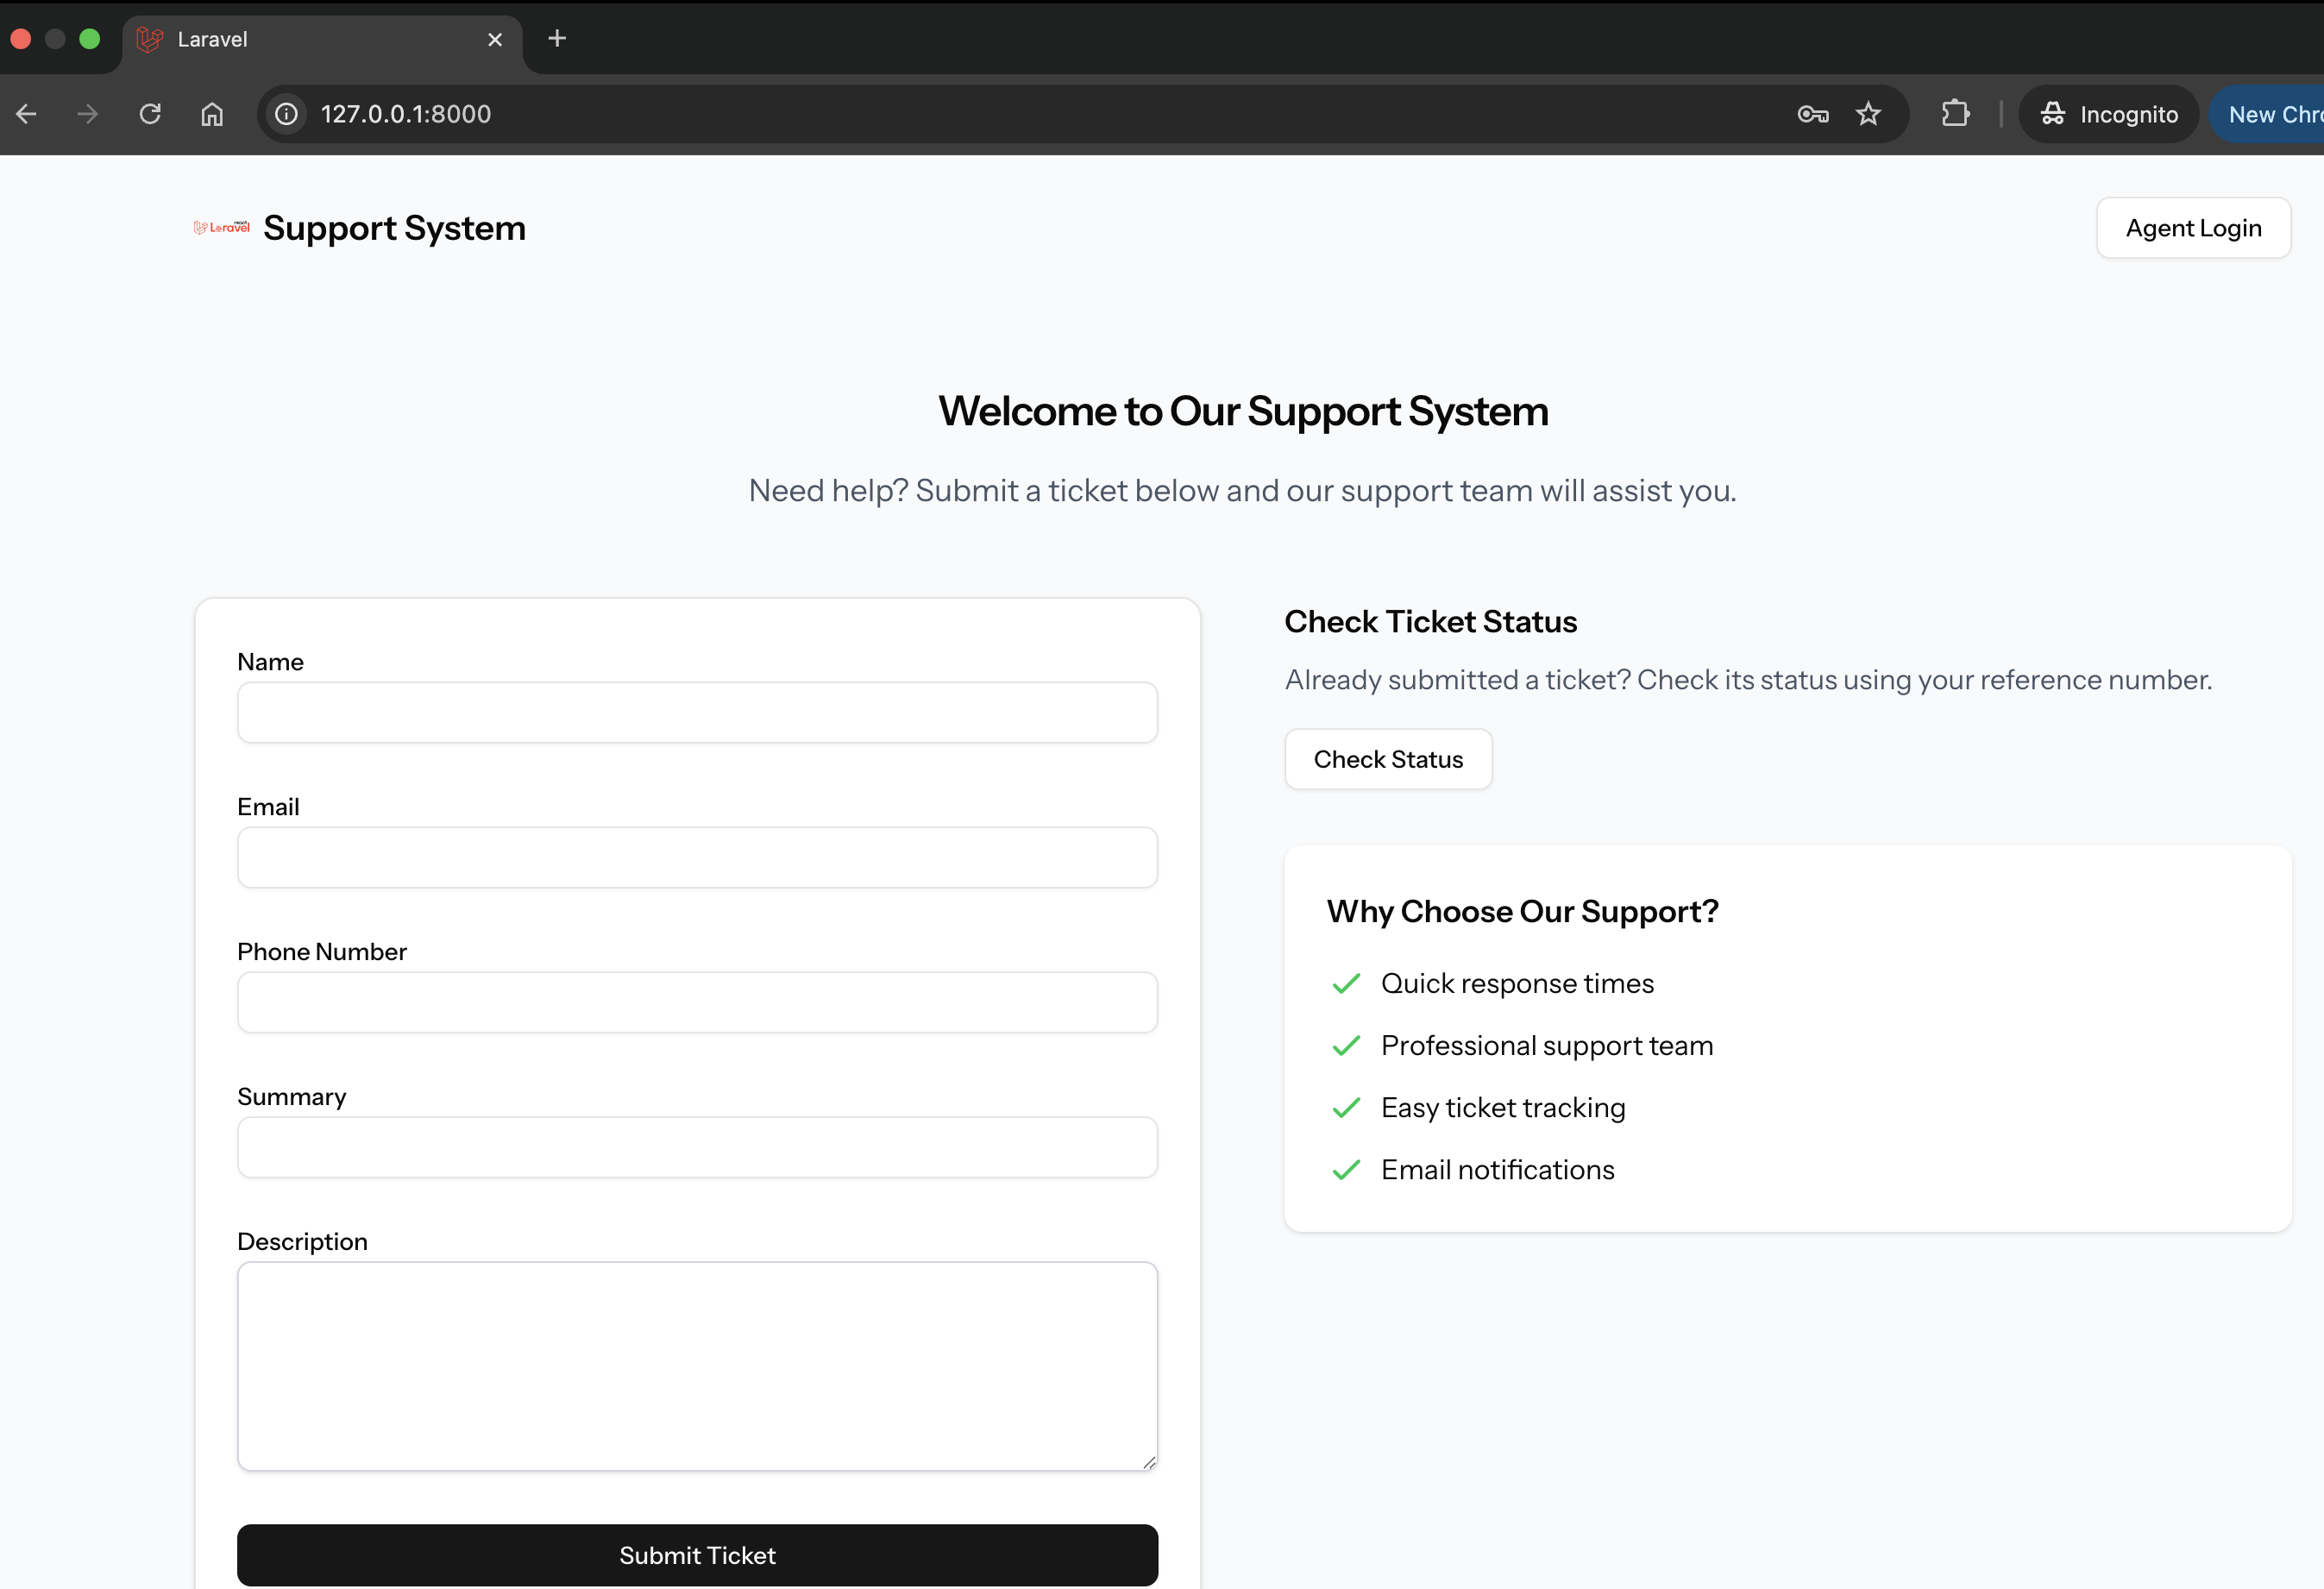 Laravel
127.0.0.1:8000
Incognito
New Chr
Laravel
Support System
Agent Login
Welcome to Our Support System
Need help? Submit a ticket below and our support team will assist you.
Name
Email
Phone Number
Summary
Description
Submit Ticket
Check Ticket Status
Already submitted a ticket? Check its status using your reference number.
Check Status
Why Choose Our Support?
Quick response times
Professional support team
Easy ticket tracking
Email notifications